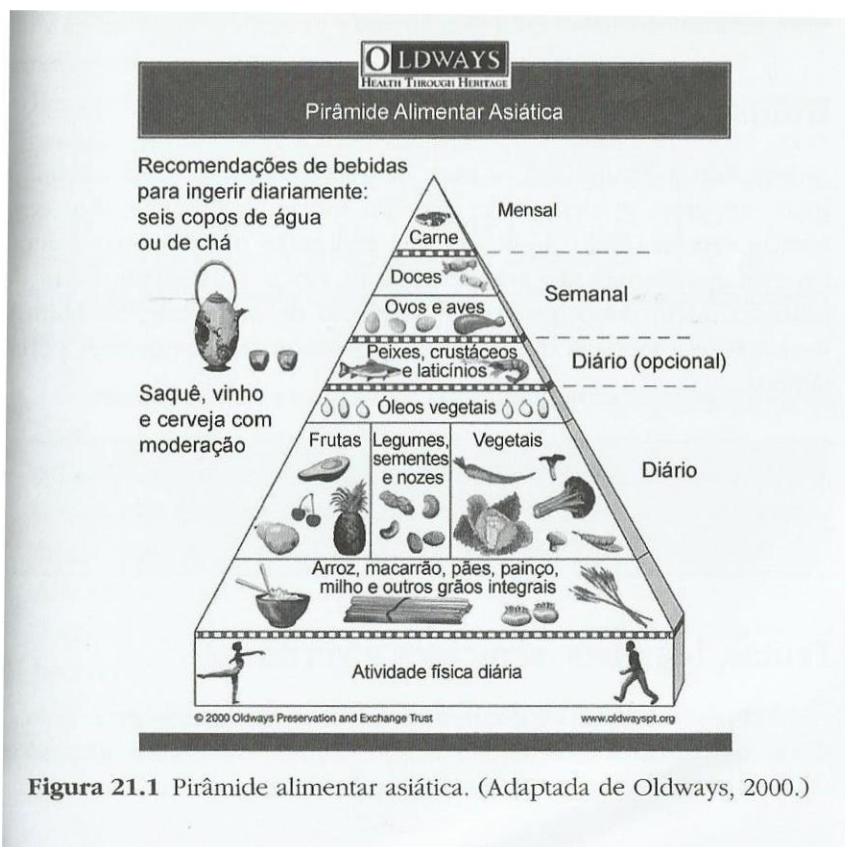 OLDWAYS
HEALTH THROUGH HERITAGE
Pirâmide Alimentar Asiática
Recomendações de bebidas
para ingerir diariamente:
seis copos de água
ou de chá
Saquê, vinho
e cerveja com
moderação
Carne
Mensal
Doces
Ovos e aves
Semanal
Peixes, crustáceos
e laticínios
Diário (opcional)
Óleos vegetais
Frutas
Legumes,
sementes
e nozes
Vegetais
Diário
Arroz, macarrão, pães, painço,
milho e outros grãos integrais
Atividade física diária
© 2000 Oldways Preservation and Exchange Trust
www.oldwayspt.org
Figura 21.1 Pirâmide alimentar asiática. (Adaptada de Oldways, 2000.)